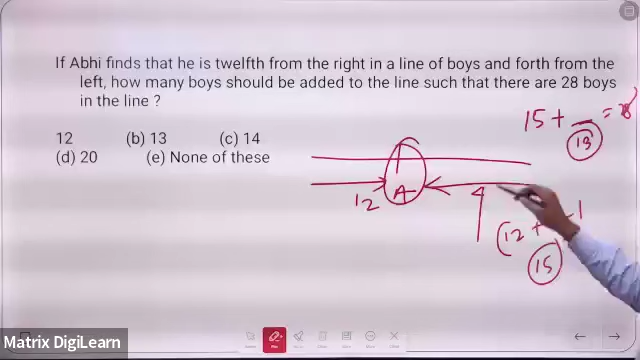 If Abhi finds that he is twelfth from the right in a line of boys and forth from the
left, how many boys should be added to the line such that there are 28 boys
in the line ?
12 (b) 13 (c) 14
(d) 20 (e) None of these
15 + =
13
A
12
4
(12 + -1
15
Matrix DigiLearn